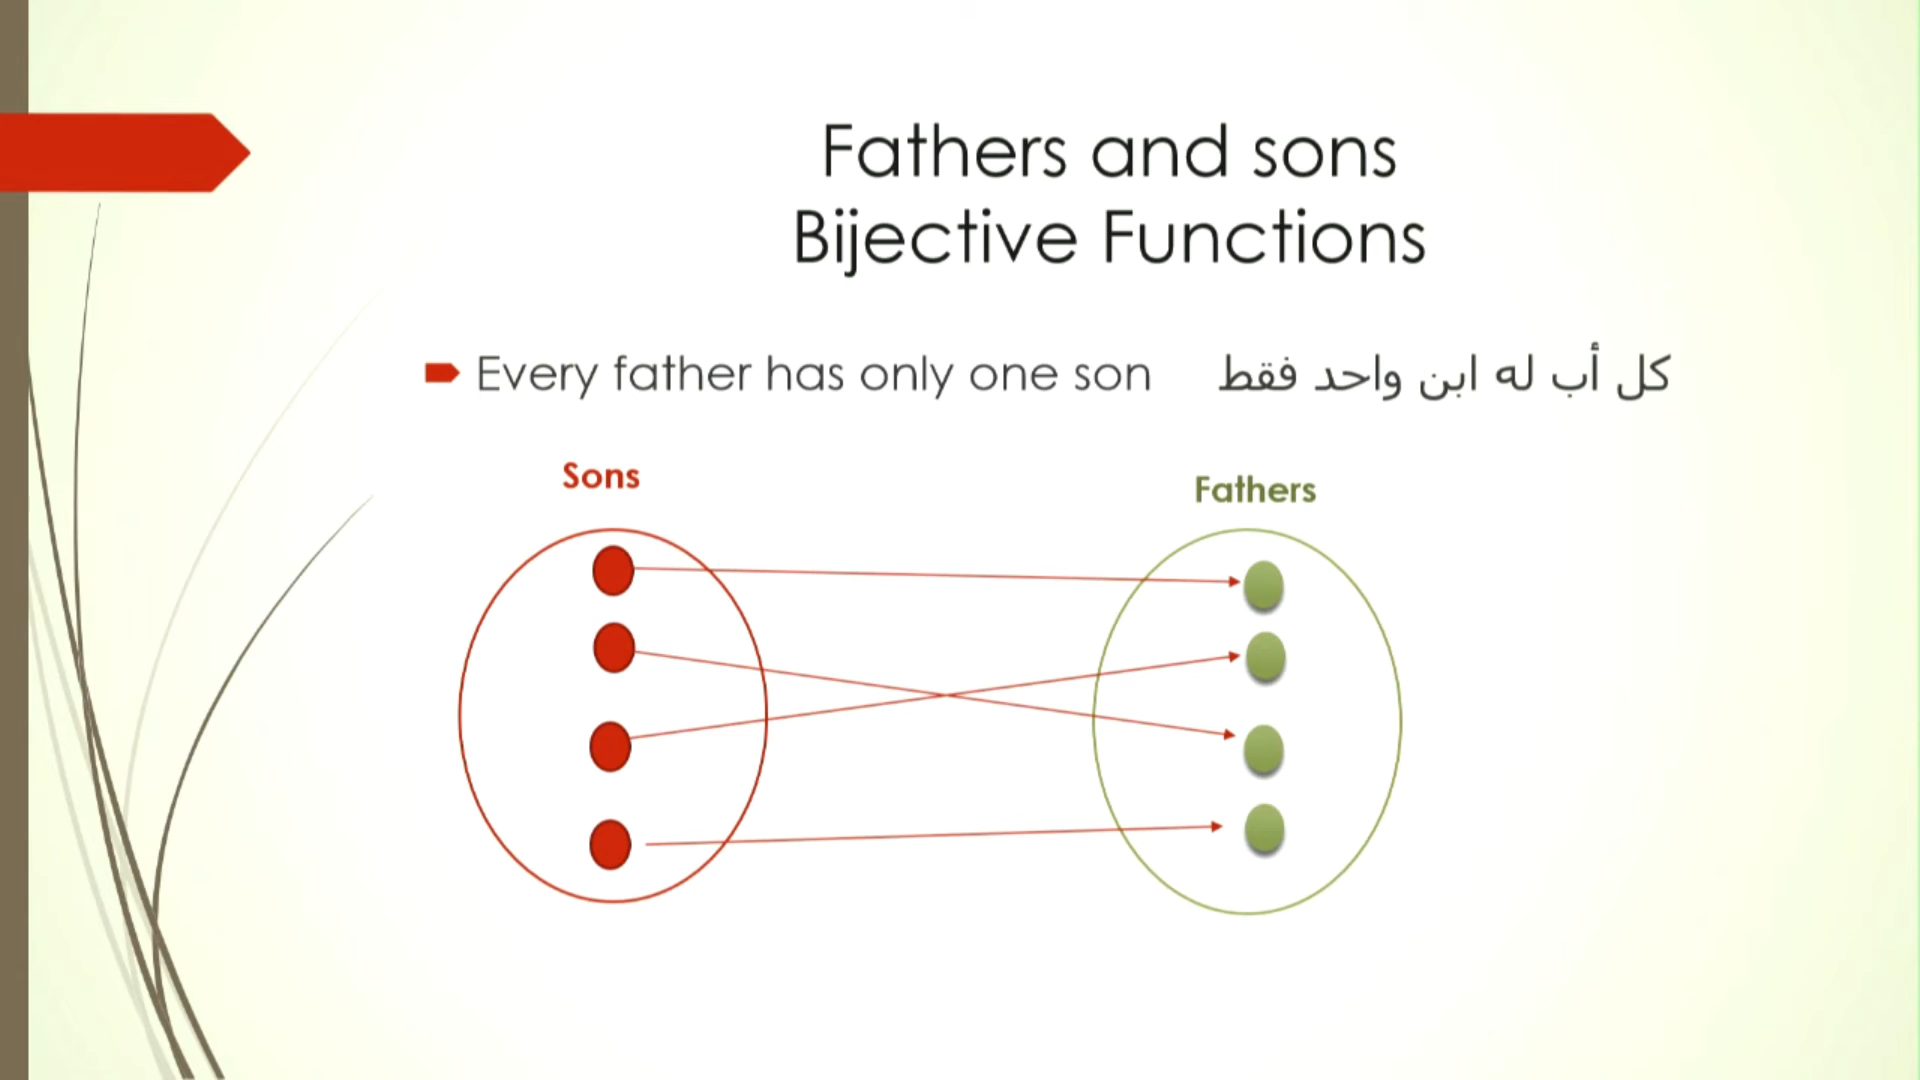 Fathers and sons
Bijective Functions
Every father has only one son كل أب له ابن واحد فقط
Sons
Fathers